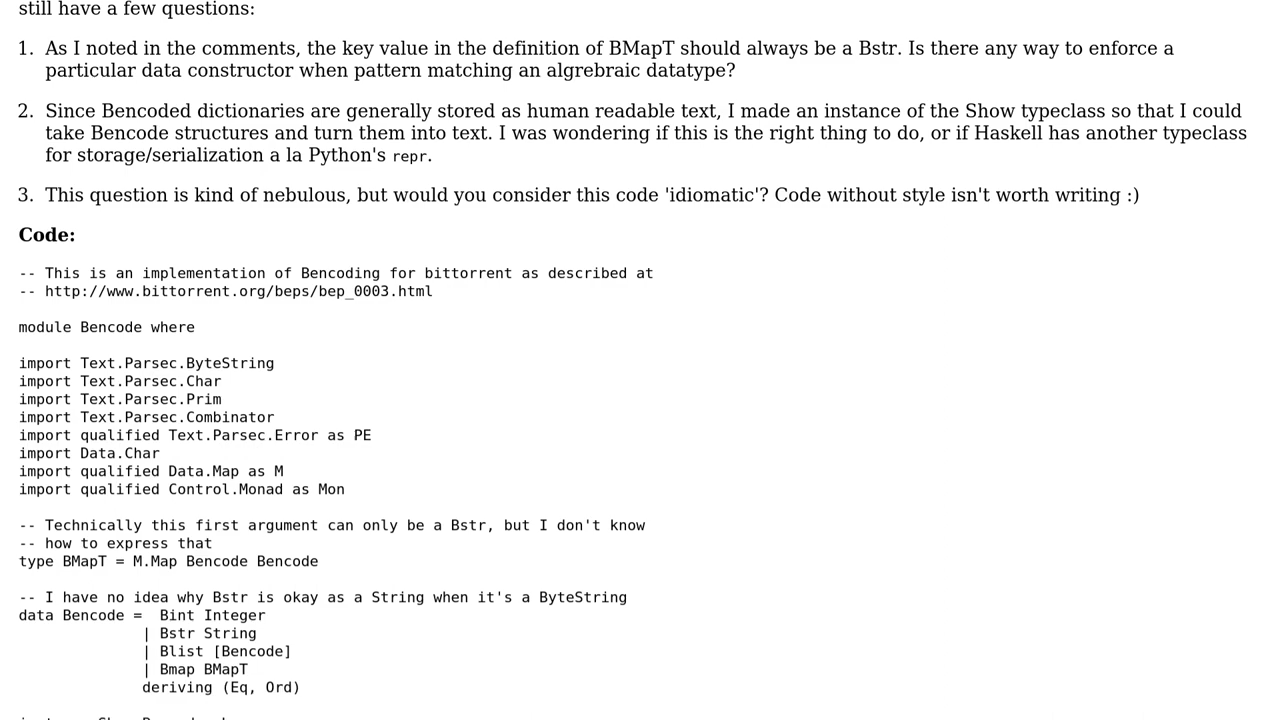 still have a few questions:
1. As I noted in the comments, the key value in the definition of BMapT should always be a Bstr. Is there any way to enforce a
particular data constructor when pattern matching an algrebraic datatype?
2. Since Bencoded dictionaries are generally stored as human readable text, I made an instance of the Show typeclass so that I could
take Bencode structures and turn them into text. I was wondering if this is the right thing to do, or if Haskell has another typeclass
for storage/serialization a la Python's repr.
3. This question is kind of nebulous, but would you consider this code 'idiomatic'? Code without style isn't worth writing :)
Code:
-- This is an implementation of Bencoding for bittorrent as described at
-- http://www.bittorrent.org/beps/bep_0003.html
module Bencode where
import Text.Parsec.ByteString
import Text.Parsec.Char
import Text.Parsec.Prim
import Text.Parsec.Combinator
import qualified Text.Parsec.Error as PE
import Data.Char
import qualified Data.Map as M
import qualified Control.Monad as Mon
-- Technically this first argument can only be a Bstr, but I don't know
-- how to express that
type BMapT = M.Map Bencode Bencode
-- I have no idea why Bstr is okay as a String when it's a ByteString
data Bencode =  Bint Integer
              | Bstr String
              | Blist [Bencode]
              | Bmap BMapT
              deriving (Eq, Ord)